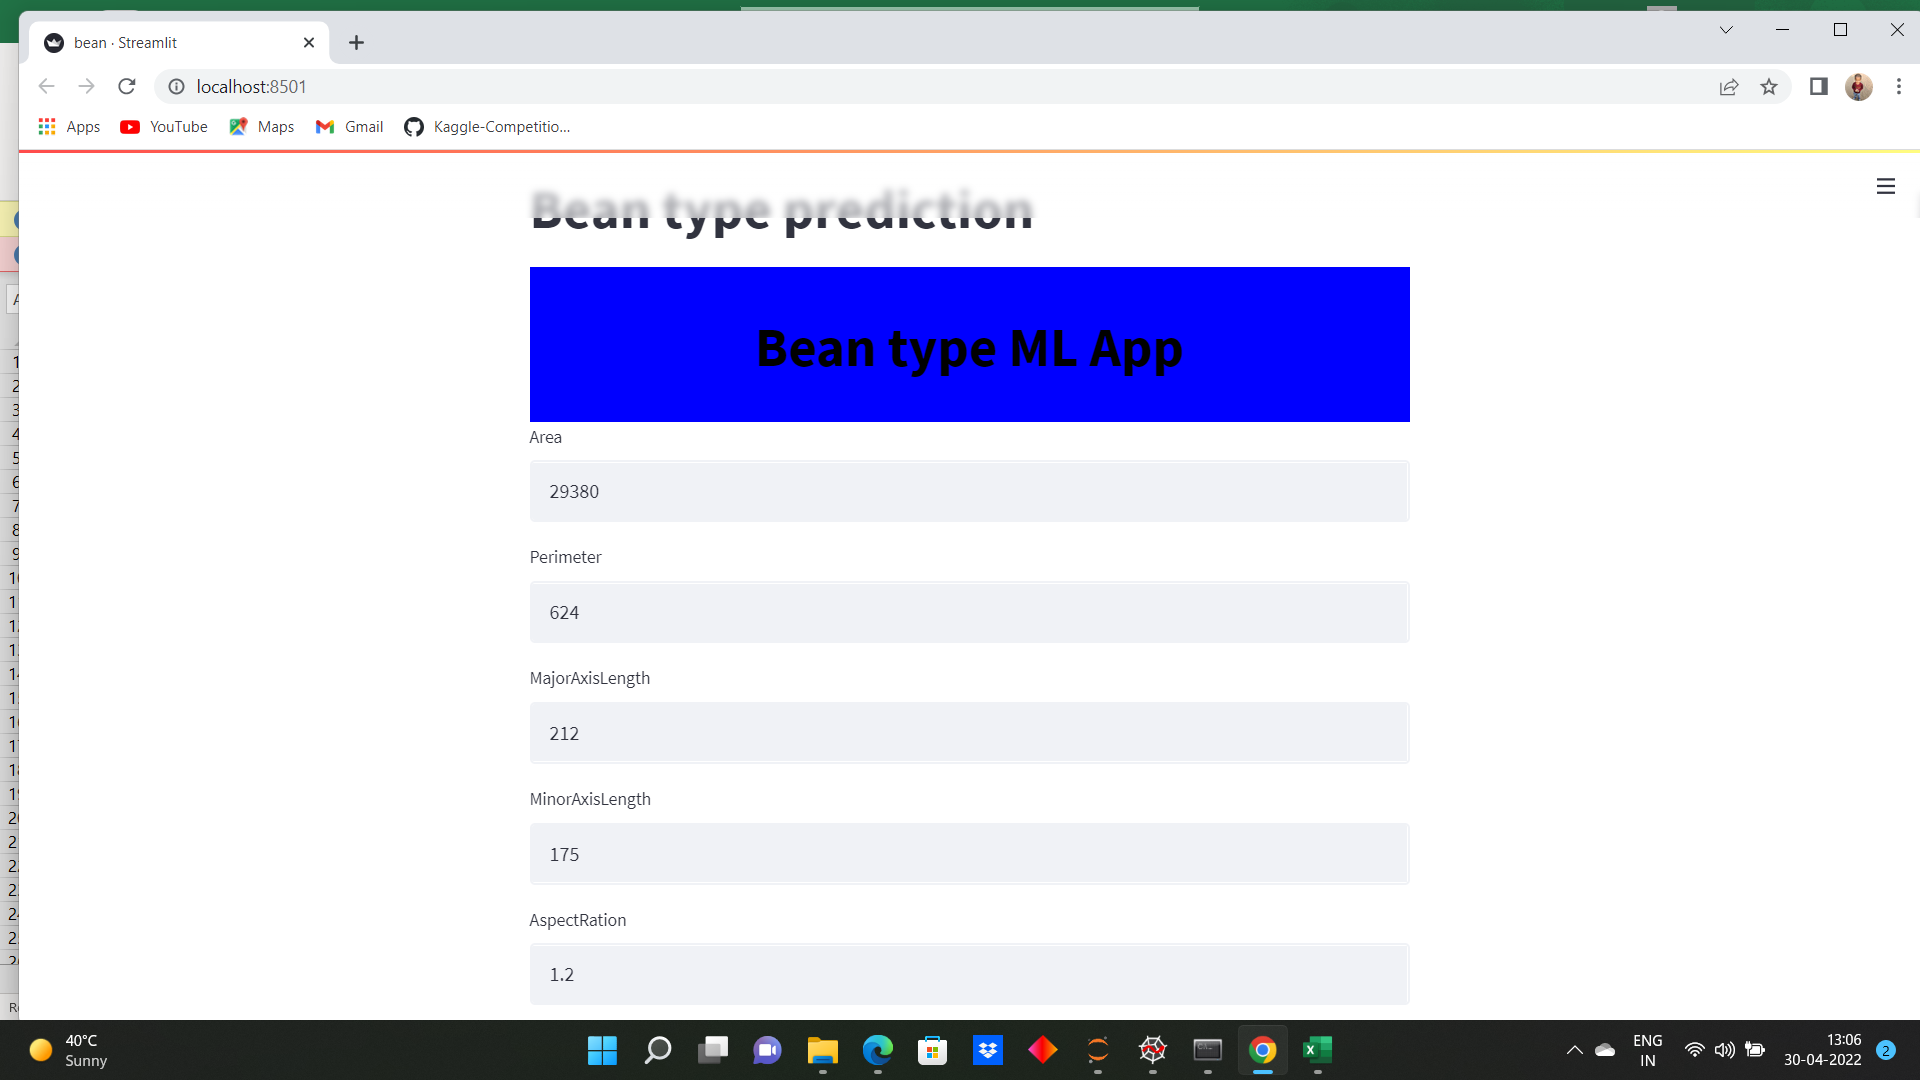 bean · Streamlit
localhost:8501
Apps YouTube Maps Gmail Kaggle-Competitio...
Bean type prediction
Bean type ML App
Area
29380
Perimeter
624
MajorAxisLength
212
MinorAxisLength
175
AspectRation
1.2
40°C
Sunny
ENG
IN
13:06
30-04-2022
2